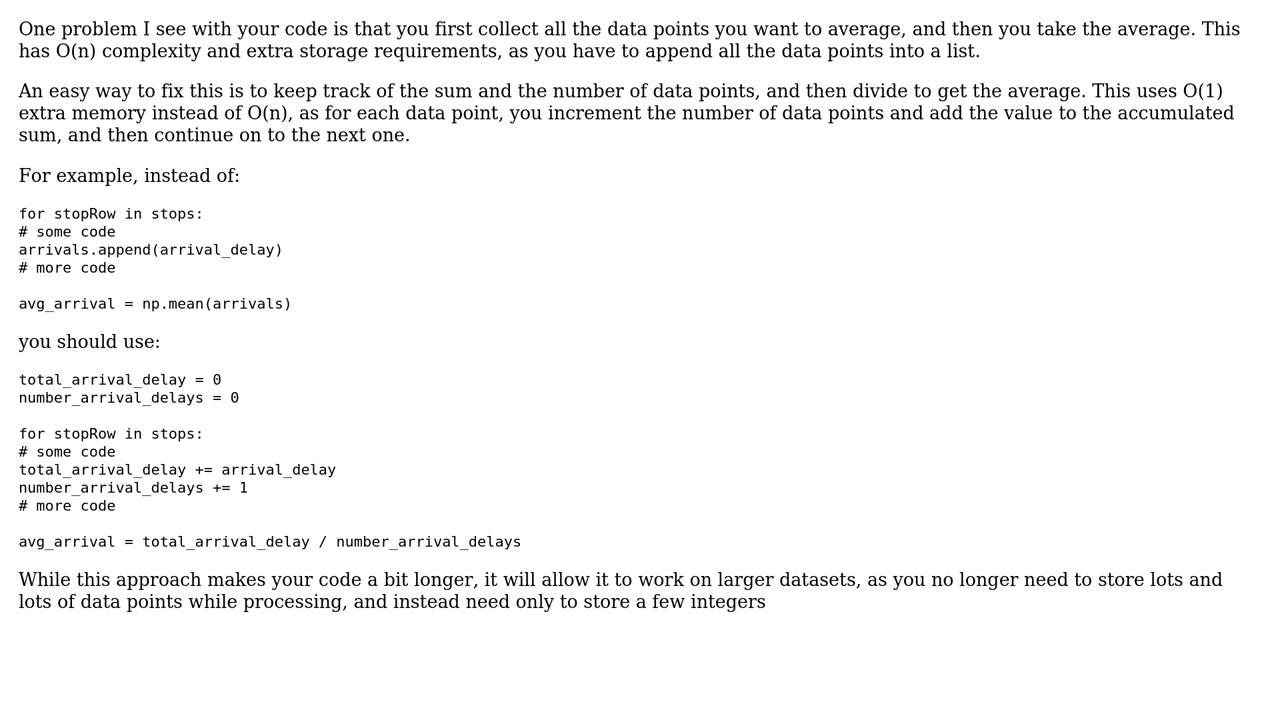 One problem I see with your code is that you first collect all the data points you want to average, and then you take the average. This
has O(n) complexity and extra storage requirements, as you have to append all the data points into a list.
An easy way to fix this is to keep track of the sum and the number of data points, and then divide to get the average. This uses O(1)
extra memory instead of O(n), as for each data point, you increment the number of data points and add the value to the accumulated
sum, and then continue on to the next one.
For example, instead of:
for stopRow in stops:
# some code
arrivals.append(arrival_delay)
# more code
avg_arrival = np.mean(arrivals)
you should use:
total_arrival_delay = 0
number_arrival_delays = 0
for stopRow in stops:
# some code
total_arrival_delay += arrival_delay
number_arrival_delays += 1
# more code
avg_arrival = total_arrival_delay / number_arrival_delays
While this approach makes your code a bit longer, it will allow it to work on larger datasets, as you no longer need to store lots and
lots of data points while processing, and instead need only to store a few integers